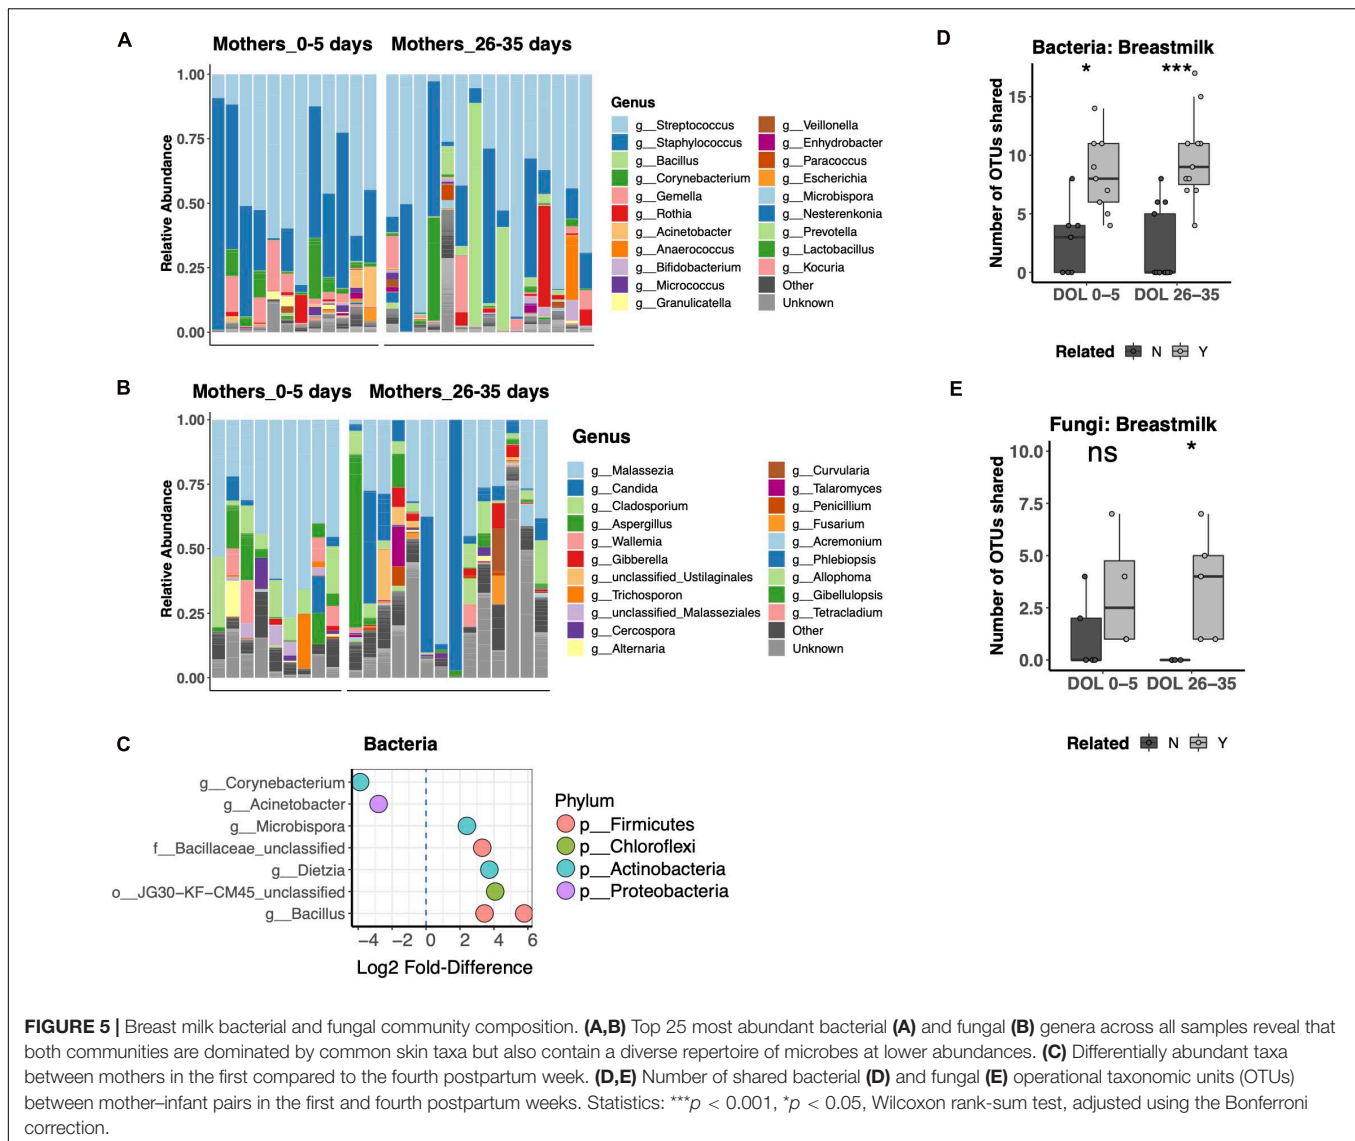 A
Mothers_0-5 days
Mothers_26-35 days
Relative Abundance
1.00
0.75
0.50
0.25
0.00
Genus
g__Streptococcus
g__Staphylococcus
g__Bacillus
g__Corynebacterium
g__Gemella
g__Rothia
g__Acinetobacter
g__Anaerococcus
g__Bifidobacterium
g__Micrococcus
g__Granulicatella
g__Veillonella
g__Enhydrobacter
g__Paracoccus
g__Escherichia
g__Microbispora
g__Nesterenkonia
g__Prevotella
g__Lactobacillus
g__Kocuria
Other
Unknown
D
Bacteria: Breastmilk
*
***
Number of OTUs shared
15
10
5
0
DOL 0–5
DOL 26–35
Related N Y
B
Mothers_0-5 days
Mothers_26-35 days
Relative Abundance
1.00
0.75
0.50
0.25
0.00
Genus
g__Malassezia
g__Candida
g__Cladosporium
g__Aspergillus
g__Wallemia
g__Gibberella
g__unclassified_Ustilaginales
g__Trichosporon
g__unclassified_Malasseziales
g__Cercospora
g__Alternaria
g__Curvularia
g__Talaromyces
g__Penicillium
g__Fusarium
g__Acremonium
g__Phlebiopsis
g__Allophoma
g__Gibellulopsis
g__Tetracladium
Other
Unknown
E
Fungi: Breastmilk
ns
*
Number of OTUs shared
10.0
7.5
5.0
2.5
0.0
DOL 0–5
DOL 26–35
Related N Y
C
Bacteria
g__Corynebacterium
g__Acinetobacter
g__Microbispora
f__Bacillaceae_unclassified
g__Dietzia
o__JG30−KF−CM45_unclassified
g__Bacillus
−4 −2 0 2 4 6
Log2 Fold-Difference
Phylum
p__Firmicutes
p__Chloroflexi
p__Actinobacteria
p__Proteobacteria
FIGURE 5 | Breast milk bacterial and fungal community composition. (A,B) Top 25 most abundant bacterial (A) and fungal (B) genera across all samples reveal that
both communities are dominated by common skin taxa but also contain a diverse repertoire of microbes at lower abundances. (C) Differentially abundant taxa
between mothers in the first compared to the fourth postpartum week. (D,E) Number of shared bacterial (D) and fungal (E) operational taxonomic units (OTUs)
between mother–infant pairs in the first and fourth postpartum weeks. Statistics: ***p < 0.001, *p < 0.05, Wilcoxon rank-sum test, adjusted using the Bonferroni
correction.